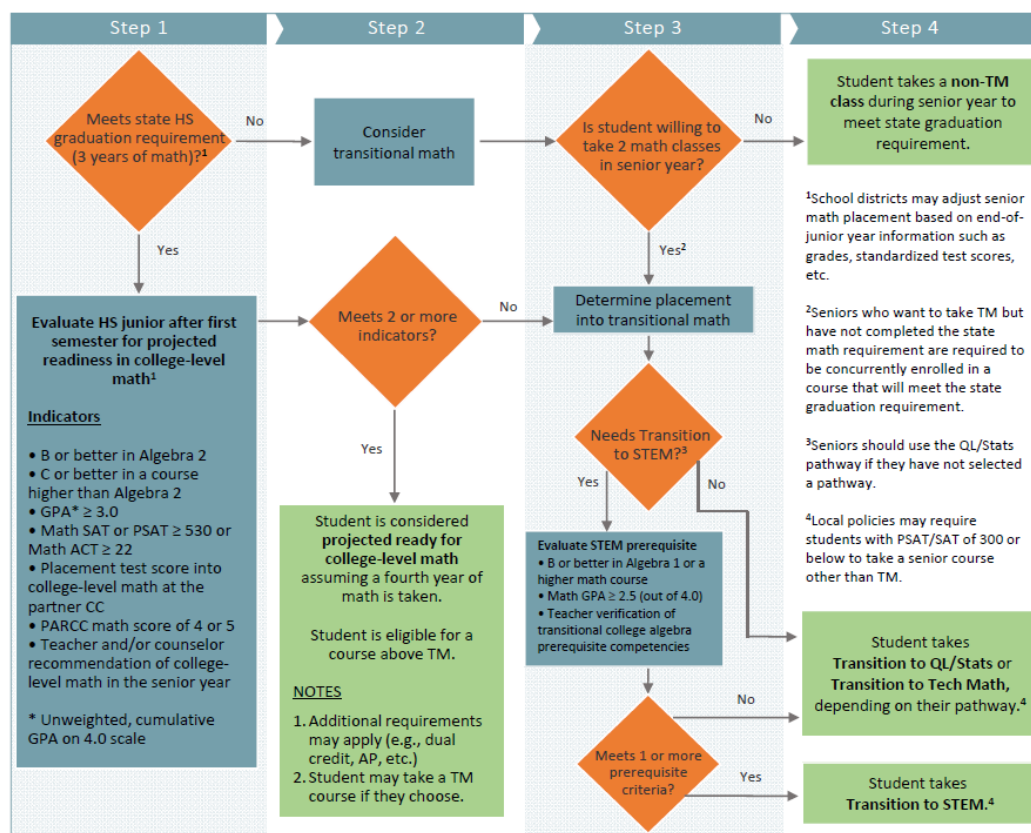 Step 1
Step 2
Step 3
Step 4
Meets state HS
graduation requirement
(3 years of math)?¹
No
Yes
Consider
transitional math
Is student willing to
take 2 math classes
in senior year?
No
Yes²
Student takes a non-TM
class during senior year to
meet state graduation
requirement.
Evaluate HS junior after first
semester for projected
readiness in college-level
math¹
Indicators
• B or better in Algebra 2
• C or better in a course
higher than Algebra 2
• GPA* ≥ 3.0
• Math SAT or PSAT ≥ 530 or
Math ACT ≥ 22
• Placement test score into
college-level math at the
partner CC
• PARCC math score of 4 or 5
• Teacher and/or counselor
recommendation of college-
level math in the senior year
* Unweighted, cumulative
GPA on 4.0 scale
Meets 2 or more
indicators?
No
Yes
Student is considered
projected ready for
college-level math
assuming a fourth year of
math is taken.
Student is eligible for a
course above TM.
NOTES
1. Additional requirements
may apply (e.g., dual
credit, AP, etc.)
2. Student may take a TM
course if they choose.
Determine placement
into transitional math
Needs Transition
to STEM?³
Yes
No
Evaluate STEM prerequisite
• B or better in Algebra 1 or a
higher math course
• Math GPA ≥ 2.5 (out of 4.0)
• Teacher verification of
transitional college algebra
prerequisite competencies
Meets 1 or more
prerequisite
criteria?
No
Yes
¹School districts may adjust senior
math placement based on end-of-
junior year information such as
grades, standardized test scores,
etc.
²Seniors who want to take TM but
have not completed the state
math requirement are required to
be concurrently enrolled in a
course that will meet the state
graduation requirement.
³Seniors should use the QL/Stats
pathway if they have not selected
a pathway.
⁴Local policies may require
students with PSAT/SAT of 300 or
below to take a senior course
other than TM.
Student takes
Transition to QL/Stats or
Transition to Tech Math,
depending on their pathway.⁴
Student takes
Transition to STEM.⁴